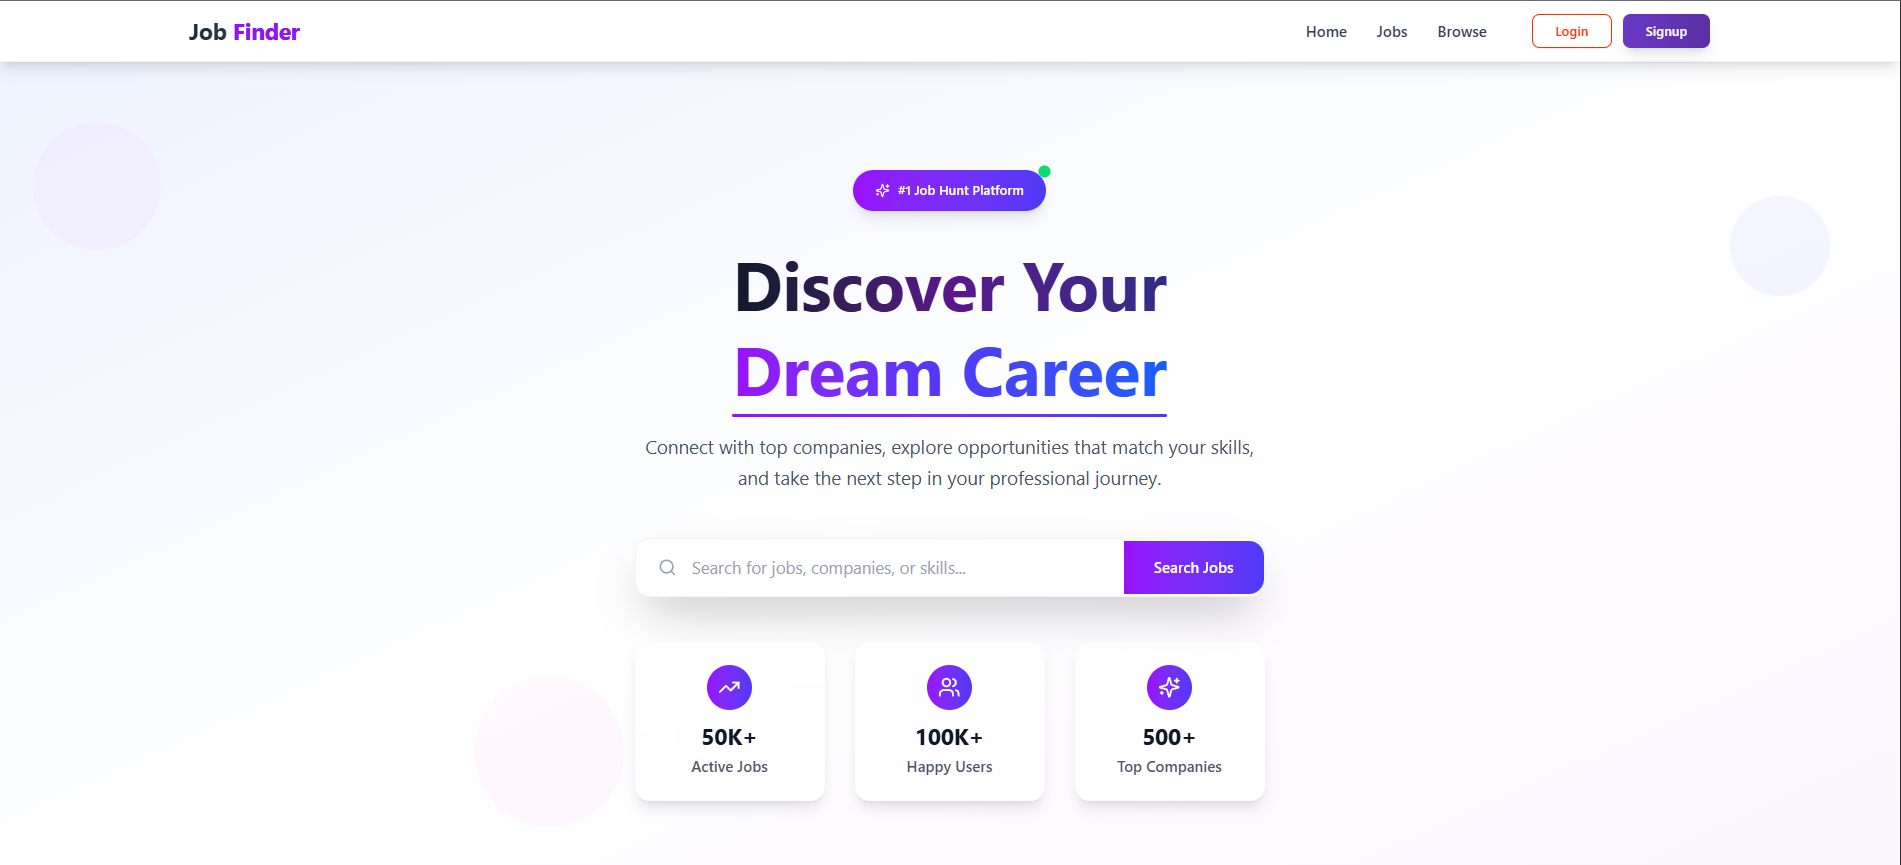 Job Finder
Home
Jobs
Browse
Login
Signup
#1 Job Hunt Platform
Discover Your
Dream Career
Connect with top companies, explore opportunities that match your skills,
and take the next step in your professional journey.
Search for jobs, companies, or skills...
Search Jobs
50K+
Active Jobs
100K+
Happy Users
500+
Top Companies